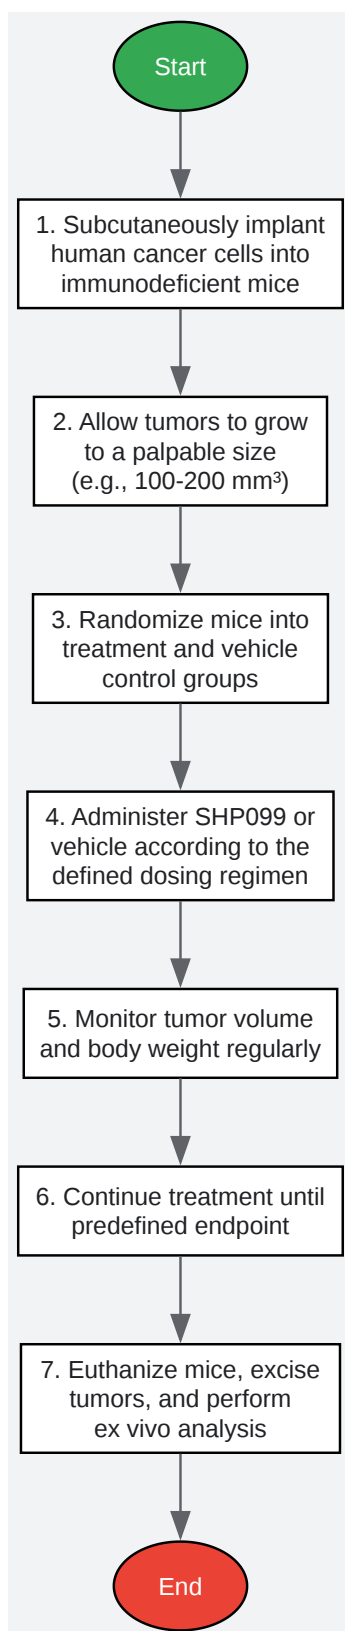 Start
1. Subcutaneously implant
human cancer cells into
immunodeficient mice
2. Allow tumors to grow
to a palpable size
(e.g., 100-200 mm³)
3. Randomize mice into
treatment and vehicle
control groups
4. Administer SHP099 or
vehicle according to the
defined dosing regimen
5. Monitor tumor volume
and body weight regularly
6. Continue treatment until
predefined endpoint
7. Euthanize mice, excise
tumors, and perform
ex vivo analysis
End